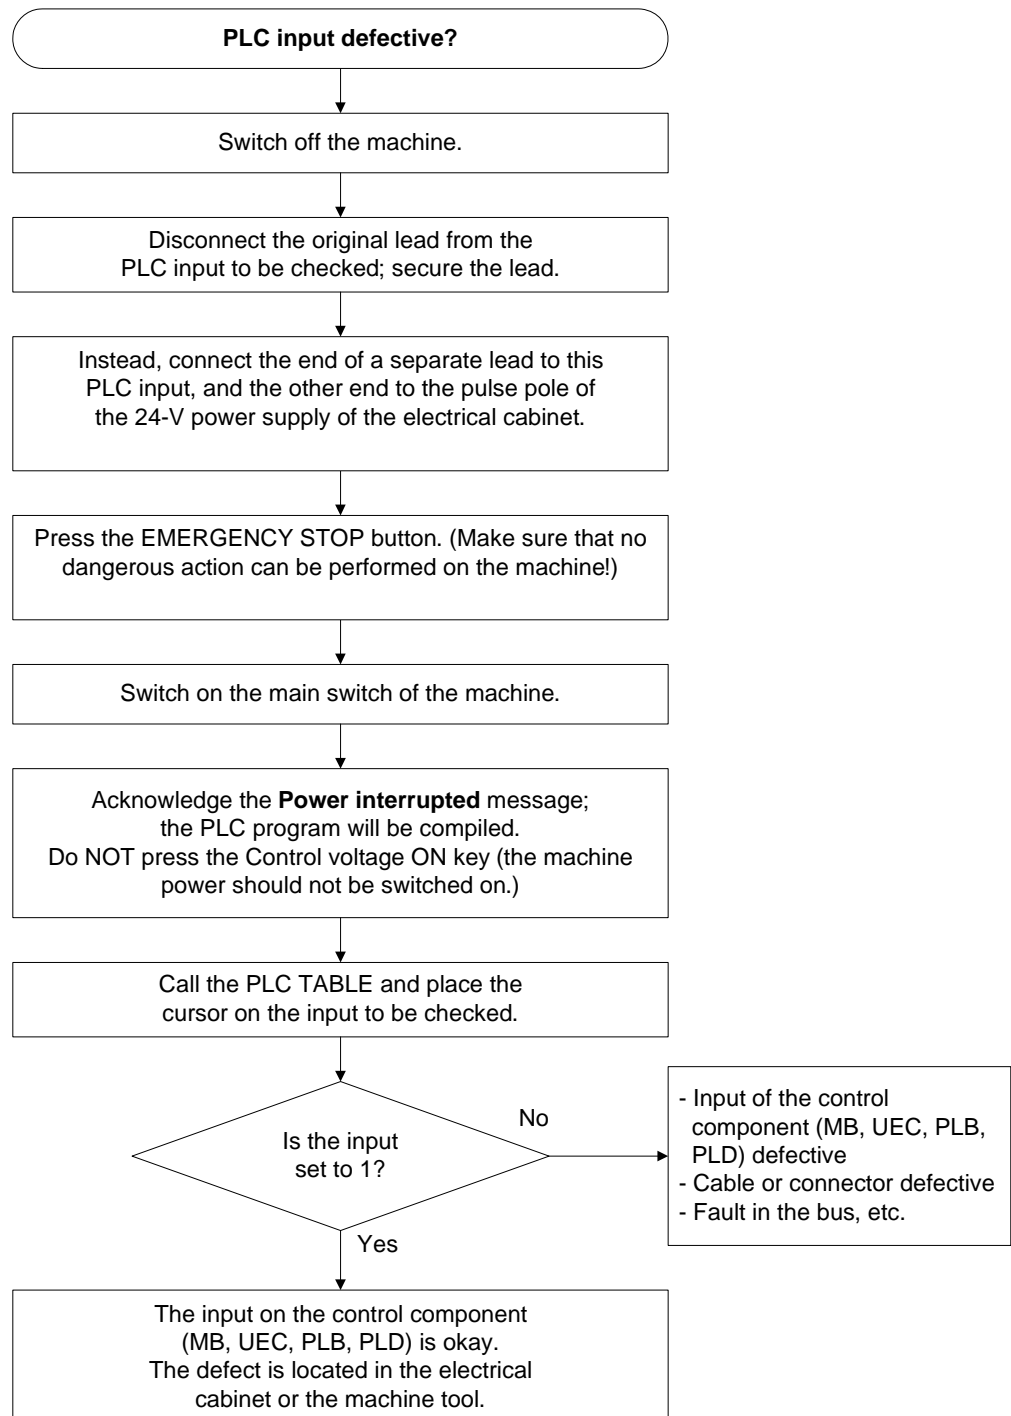 PLC input defective?
Switch off the machine.
Disconnect the original lead from the
PLC input to be checked; secure the lead.
Instead, connect the end of a separate lead to this
PLC input, and the other end to the pulse pole of
the 24-V power supply of the electrical cabinet.
Press the EMERGENCY STOP button. (Make sure that no
dangerous action can be performed on the machine!)
Switch on the main switch of the machine.
Acknowledge the Power interrupted message;
the PLC program will be compiled.
Do NOT press the Control voltage ON key (the machine
power should not be switched on.)
Call the PLC TABLE and place the
cursor on the input to be checked.
Is the input
set to 1?
No
- Input of the control
component (MB, UEC, PLB,
PLD) defective
- Cable or connector defective
- Fault in the bus, etc.
Yes
The input on the control component
(MB, UEC, PLB, PLD) is okay.
The defect is located in the electrical
cabinet or the machine tool.